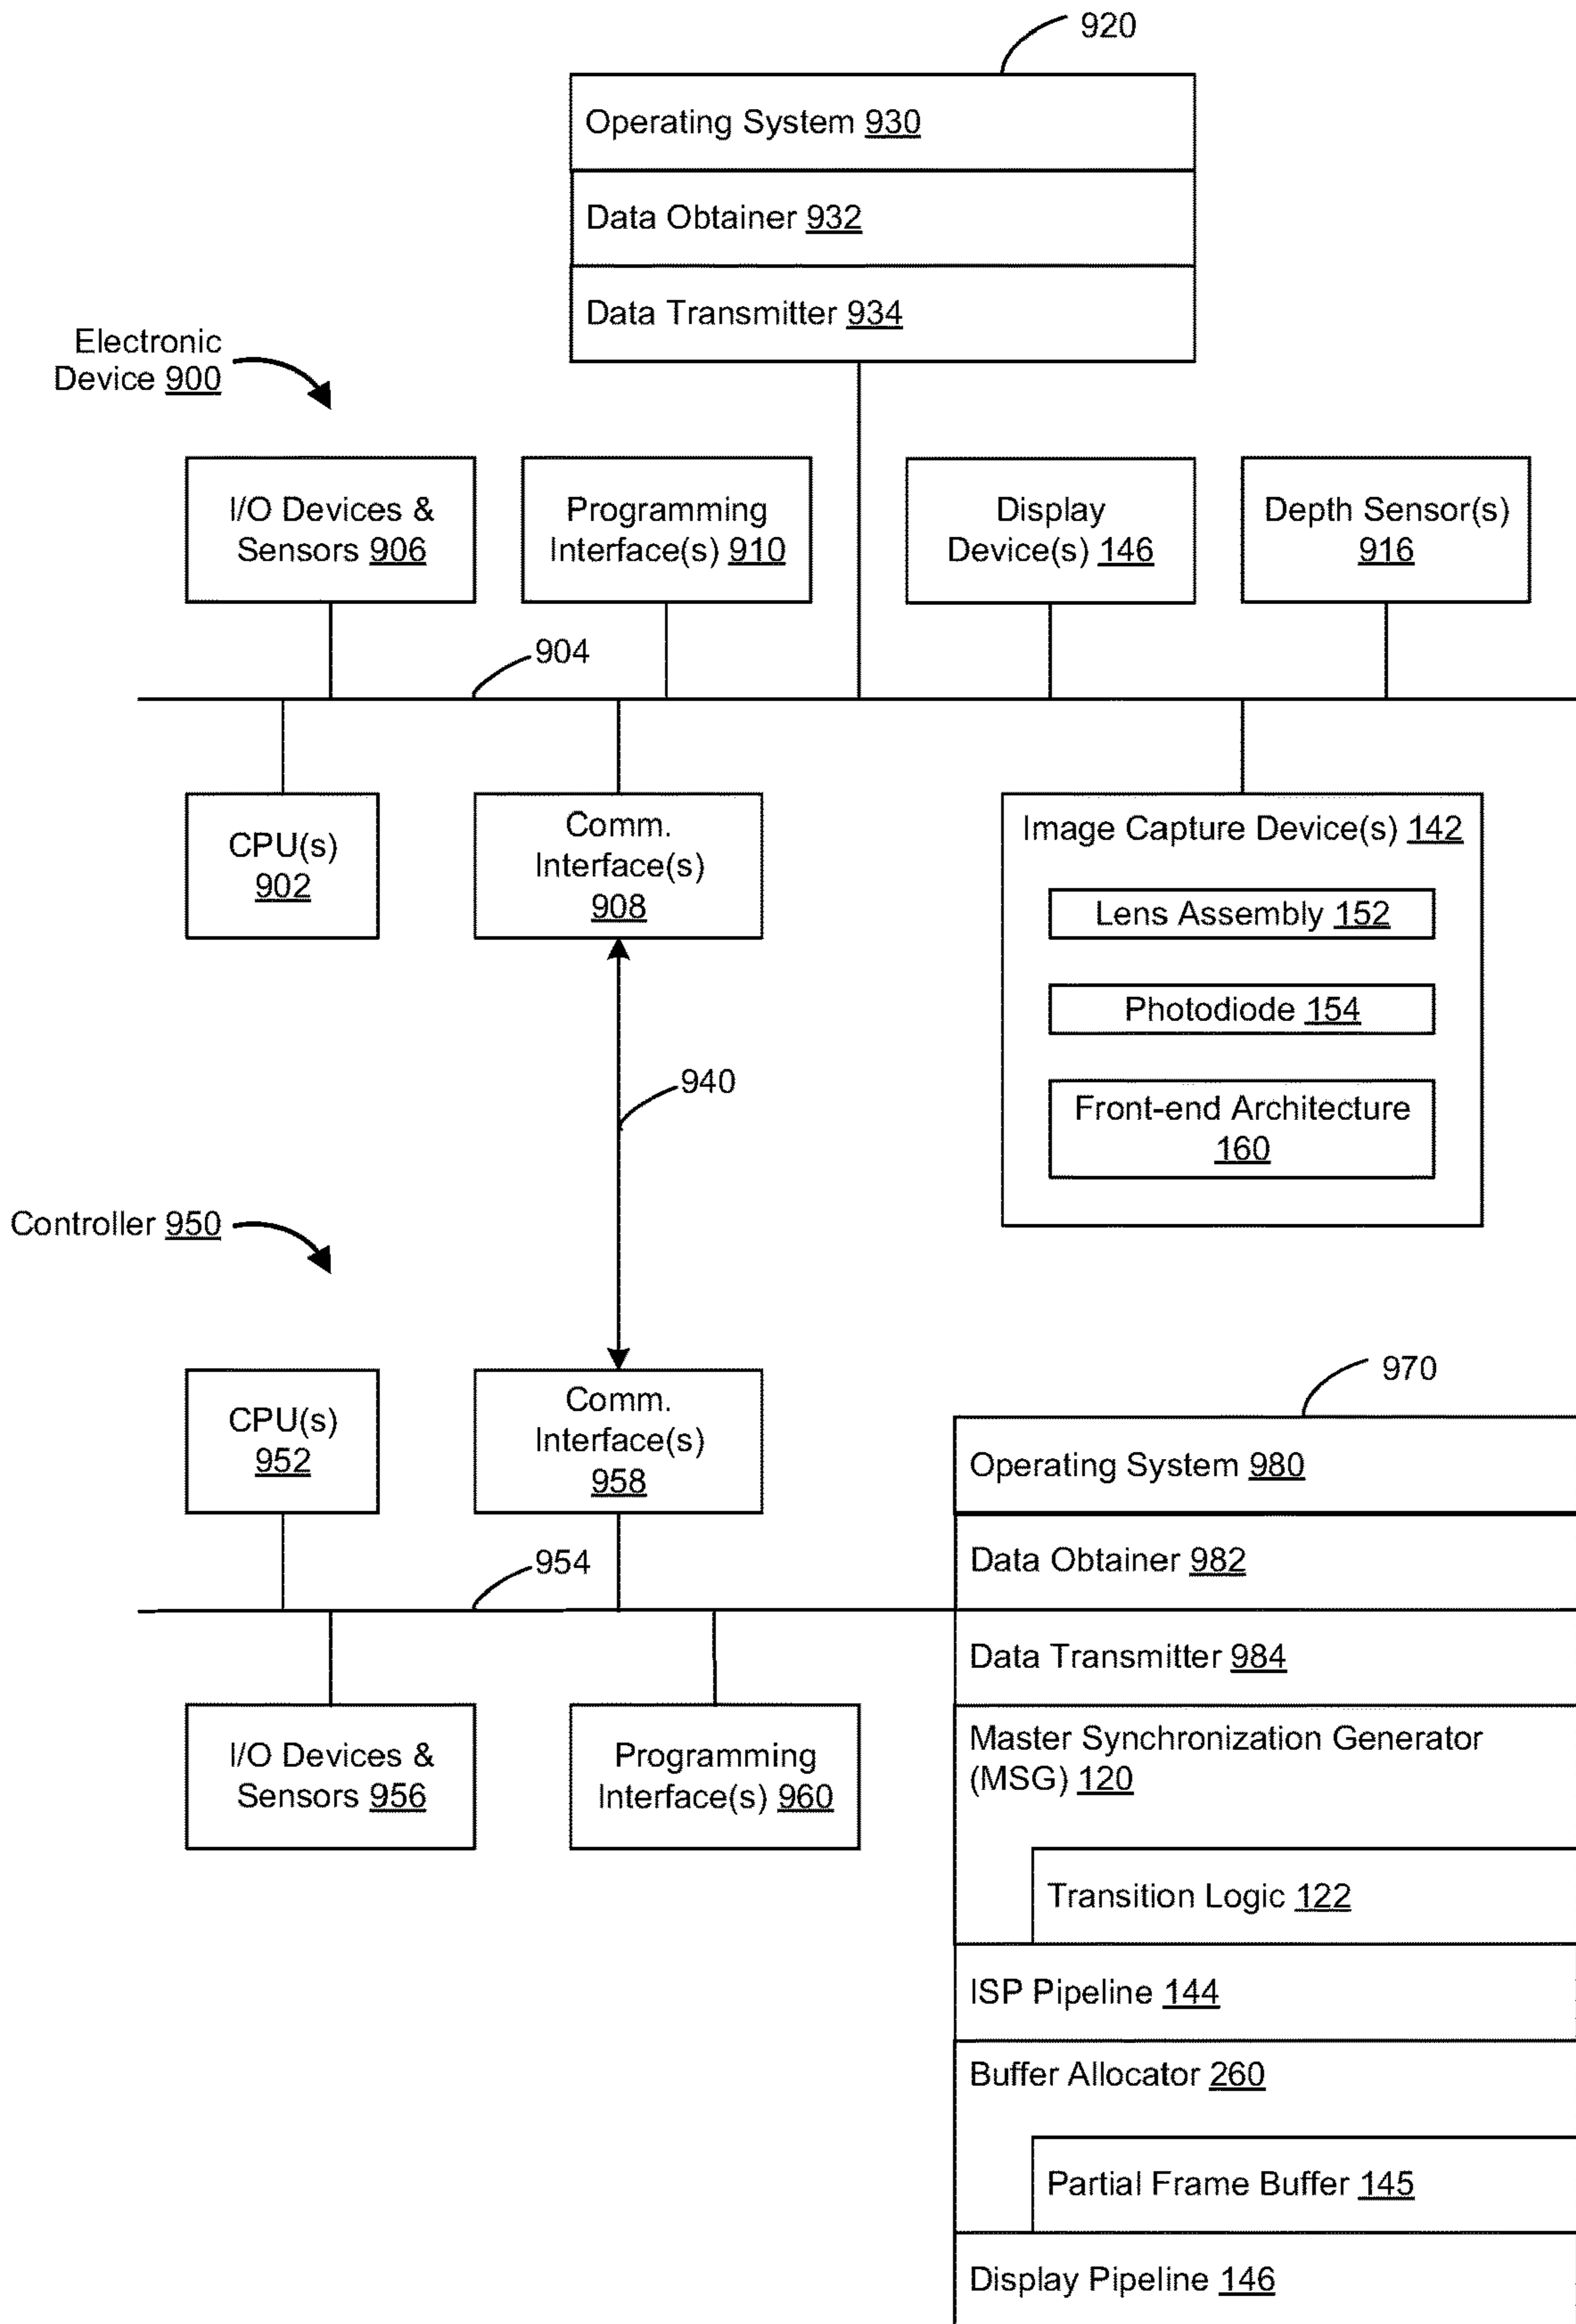 920
Operating System 930
Data Obtainer 932
Data Transmitter 934
Electronic
Device 900
I/O Devices &
Sensors 906
Programming
Interface(s) 910
Display
Device(s) 146
Depth Sensor(s)
916
904
CPU(s)
902
Comm.
Interface(s)
908
Image Capture Device(s) 142
Lens Assembly 152
Photodiode 154
Front-end Architecture
160
940
Controller 950
CPU(s)
952
Comm.
Interface(s)
958
954
I/O Devices &
Sensors 956
Programming
Interface(s) 960
970
Operating System 980
Data Obtainer 982
Data Transmitter 984
Master Synchronization Generator
(MSG) 120
Transition Logic 122
ISP Pipeline 144
Buffer Allocator 260
Partial Frame Buffer 145
Display Pipeline 146